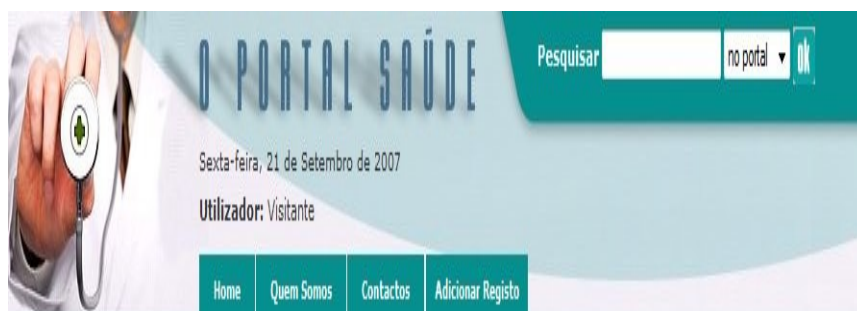 O PORTAL SAÚDE
Pesquisar no portal ok
Sexta-feira, 21 de Setembro de 2007
Utilizador: Visitante
Home Quem Somos Contactos Adicionar Registo